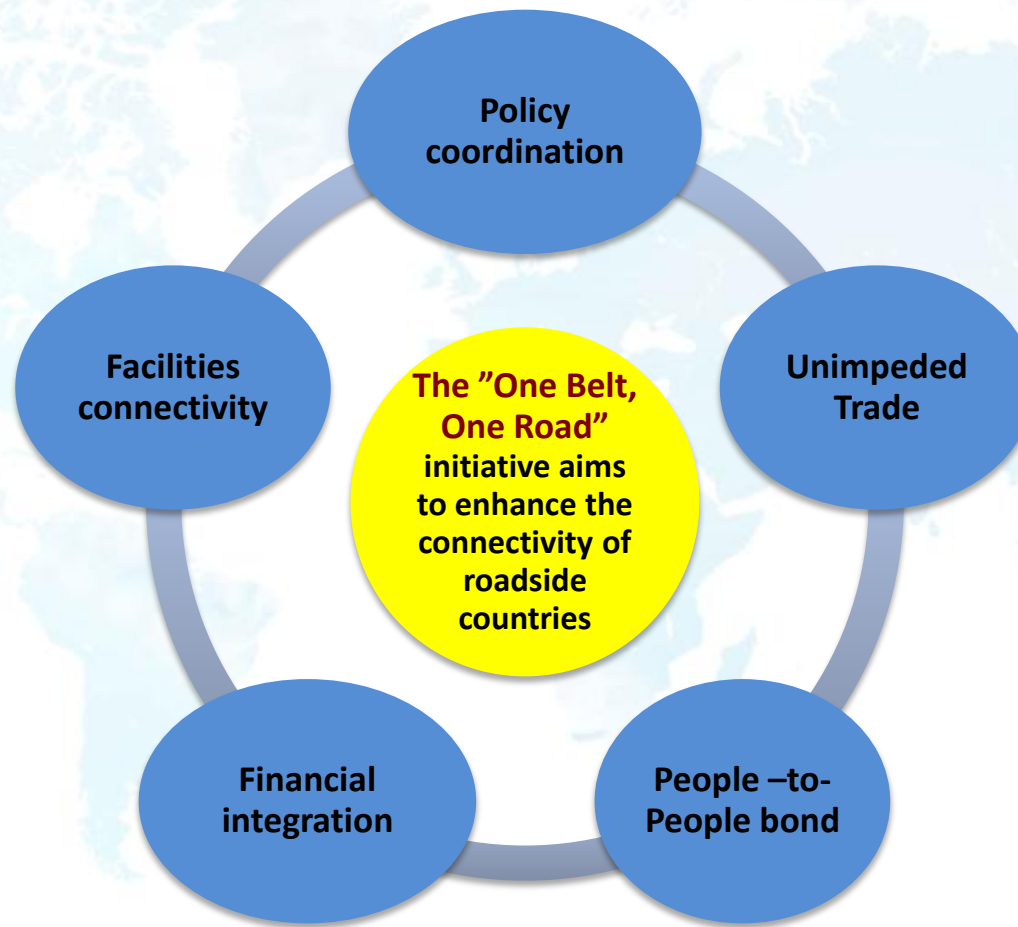 Policy
coordination
Facilities
connectivity
Unimpeded
Trade
The ”One Belt,
One Road”
initiative aims
to enhance the
connectivity of
roadside
countries
Financial
integration
People –to-
People bond